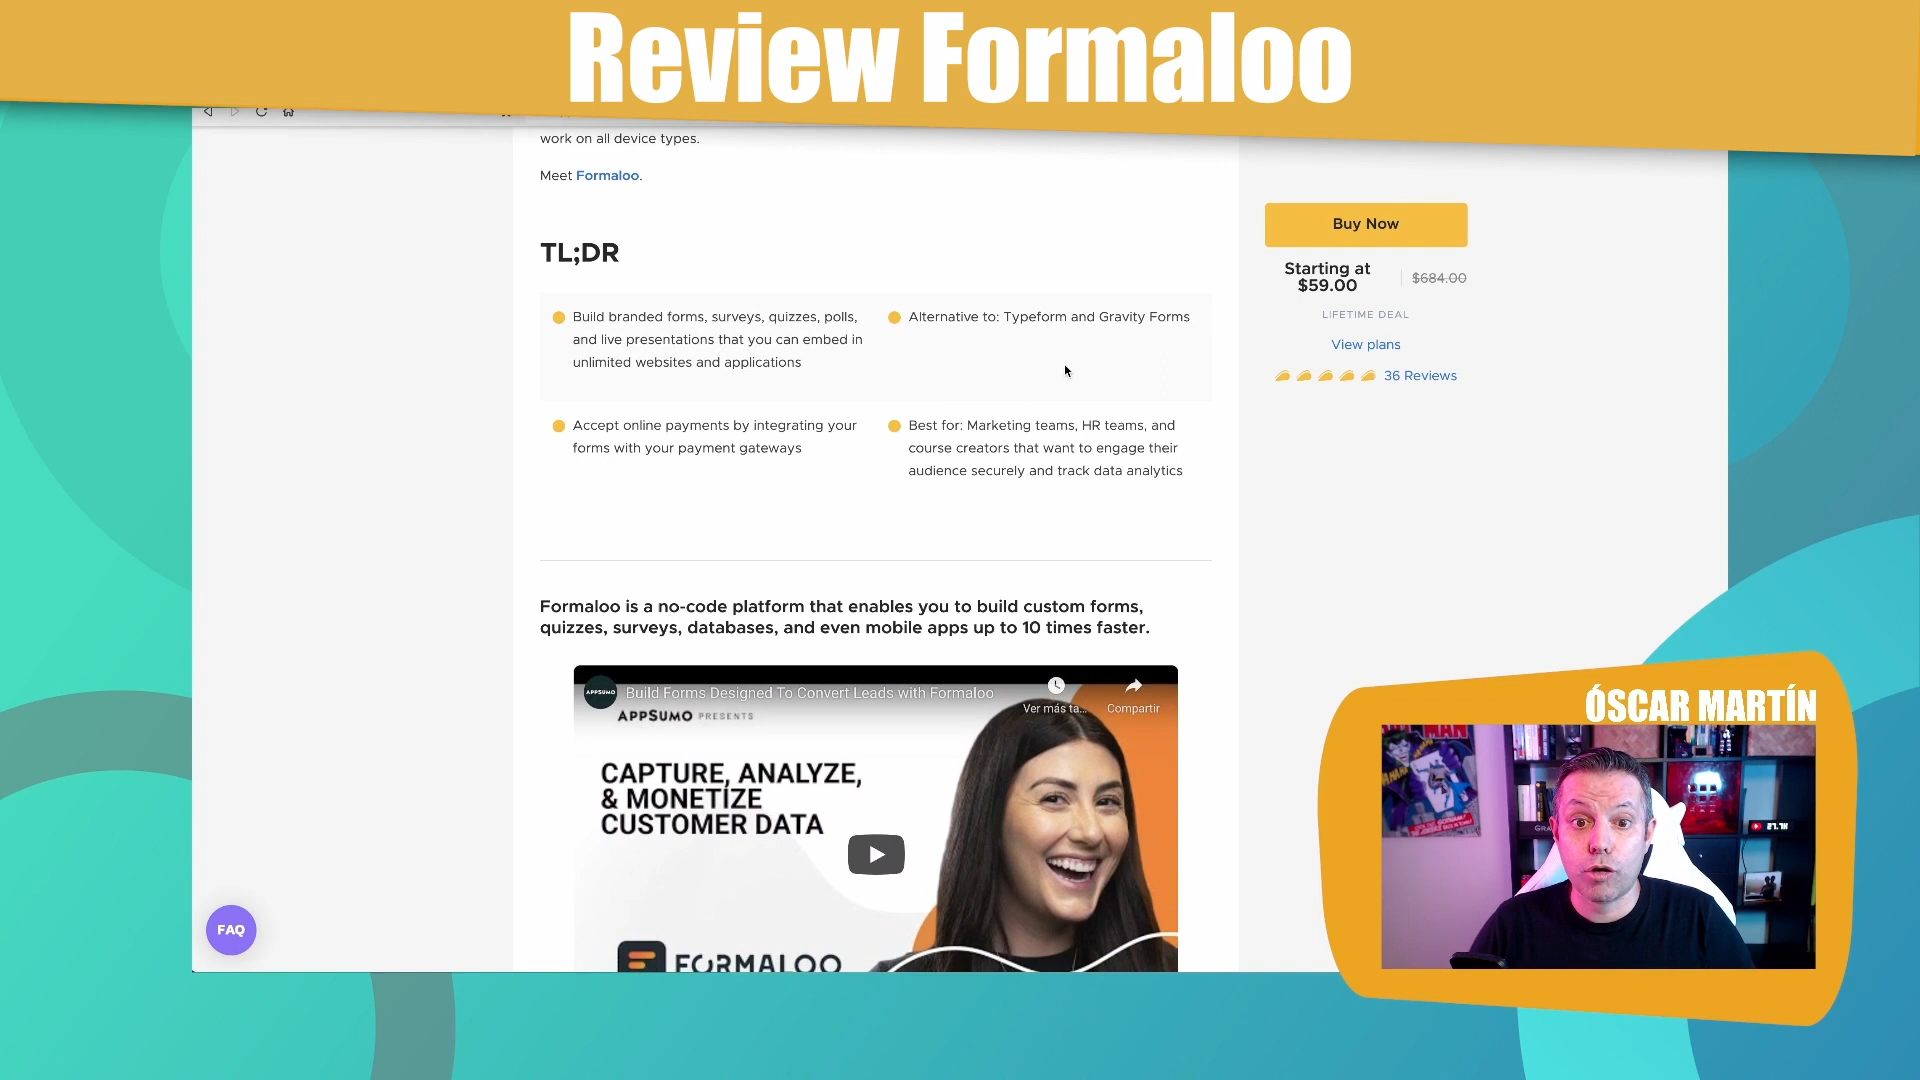 Review Formaloo
work on all device types.
Meet Formaloo.
TL;DR
Build branded forms, surveys, quizzes, polls,
and live presentations that you can embed in
unlimited websites and applications
Alternative to: Typeform and Gravity Forms
Accept online payments by integrating your
forms with your payment gateways
Best for: Marketing teams, HR teams, and
course creators that want to engage their
audience securely and track data analytics
Buy Now
Starting at
$59.00
$684.00
LIFETIME DEAL
View plans
36 Reviews
Formaloo is a no-code platform that enables you to build custom forms,
quizzes, surveys, databases, and even mobile apps up to 10 times faster.
APPSUMO
Build Forms Designed To Convert Leads with Formaloo
Ver más ta...
Compartir
APPSUMO PRESENTS
CAPTURE, ANALYZE,
& MONETIZE
CUSTOMER DATA
FORMALOO
FAQ
ÓSCAR MARTÍN
27.7K